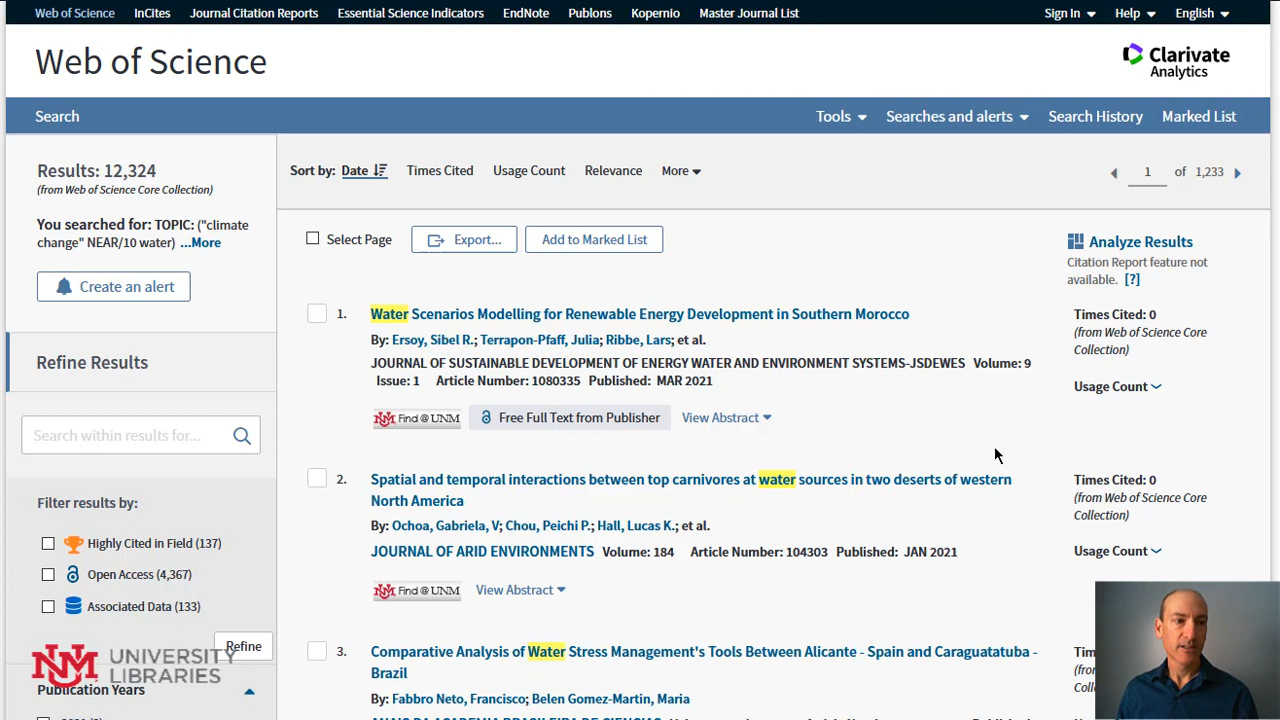 Web of Science InCites Journal Citation Reports Essential Science Indicators EndNote Publons Kopernio Master Journal List Sign In Help English
Web of Science
Clarivate
Analytics
Search Tools Searches and alerts Search History Marked List
Results: 12,324
(from Web of Science Core Collection)
You searched for: TOPIC: ("climate
change" NEAR/10 water) ...More
Create an alert
Refine Results
Search within results for...
Filter results by:
Highly Cited in Field (137)
Open Access (4,367)
Associated Data (133)
Refine
NM UNIVERSITY
LIBRARIES
Publication Years
Sort by: Date Times Cited Usage Count Relevance More
1 of 1,233
Select Page Export... Add to Marked List
Analyze Results
Citation Report feature not
available. [?]
1. Water Scenarios Modelling for Renewable Energy Development in Southern Morocco
By: Ersoy, Sibel R.; Terrapon-Pfaff, Julia; Ribbe, Lars; et al.
JOURNAL OF SUSTAINABLE DEVELOPMENT OF ENERGY WATER AND ENVIRONMENT SYSTEMS-JSDEWES Volume: 9
Issue: 1 Article Number: 1080335 Published: MAR 2021
NM Find @ UNM Free Full Text from Publisher View Abstract
Times Cited: 0
(from Web of Science Core
Collection)
Usage Count
2. Spatial and temporal interactions between top carnivores at water sources in two deserts of western
North America
By: Ochoa, Gabriela, V; Chou, Peichi P.; Hall, Lucas K.; et al.
JOURNAL OF ARID ENVIRONMENTS Volume: 184 Article Number: 104303 Published: JAN 2021
NM Find @ UNM View Abstract
Times Cited: 0
(from Web of Science Core
Collection)
Usage Count
3. Comparative Analysis of Water Stress Management's Tools Between Alicante - Spain and Caraguatatuba -
Brazil
By: Fabbro Neto, Francisco; Belen Gomez-Martin, Maria